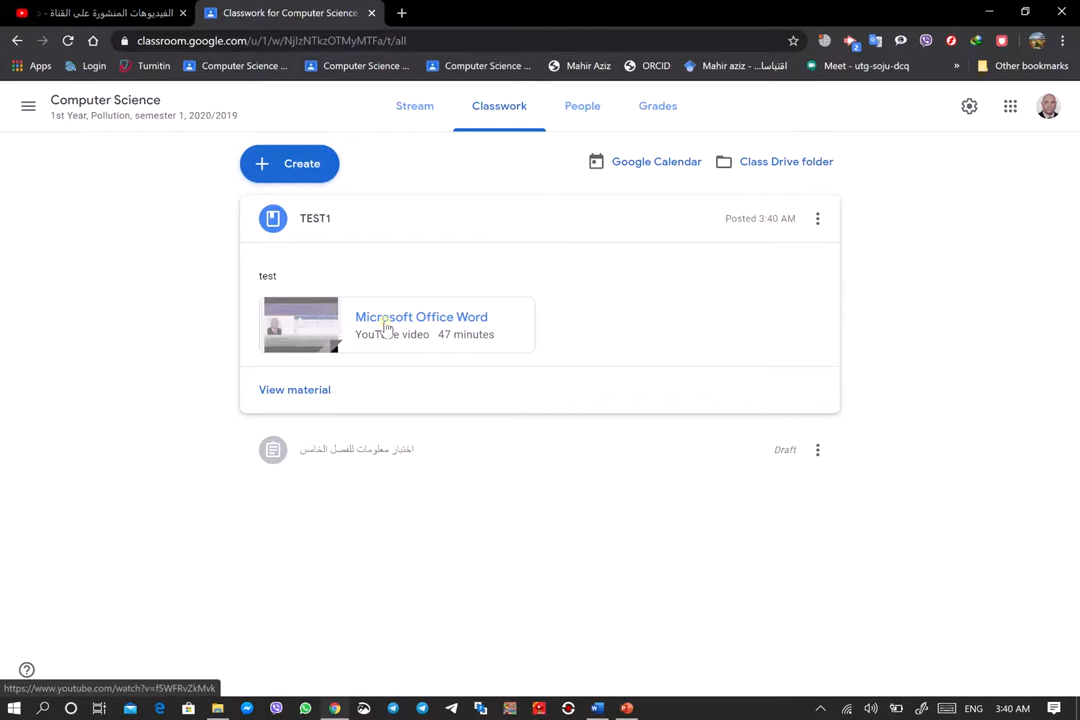 الفيديوهات المنشورة على القناة -
Classwork for Computer Science
classroom.google.com/u/1/w/NjIzNTkzOTMyMTFa/t/all
2
Apps
Login
Turnitin
Computer Science ...
Computer Science ...
Computer Science ...
Mahir Aziz
ORCID
Mahir aziz - اقتباسا...
Meet - utg-soju-dcq
»
Other bookmarks
Computer Science
1st Year, Pollution, semester 1, 2020/2019
Stream
Classwork
People
Grades
Create
Google Calendar
Class Drive folder
TEST1
Posted 3:40 AM
test
Microsoft Office Word
YouTube video 47 minutes
View material
اختبار معلومات للفصل الخامس
Draft
https://www.youtube.com/watch?v=f5WFRvZkMvk
ENG
3:40 AM